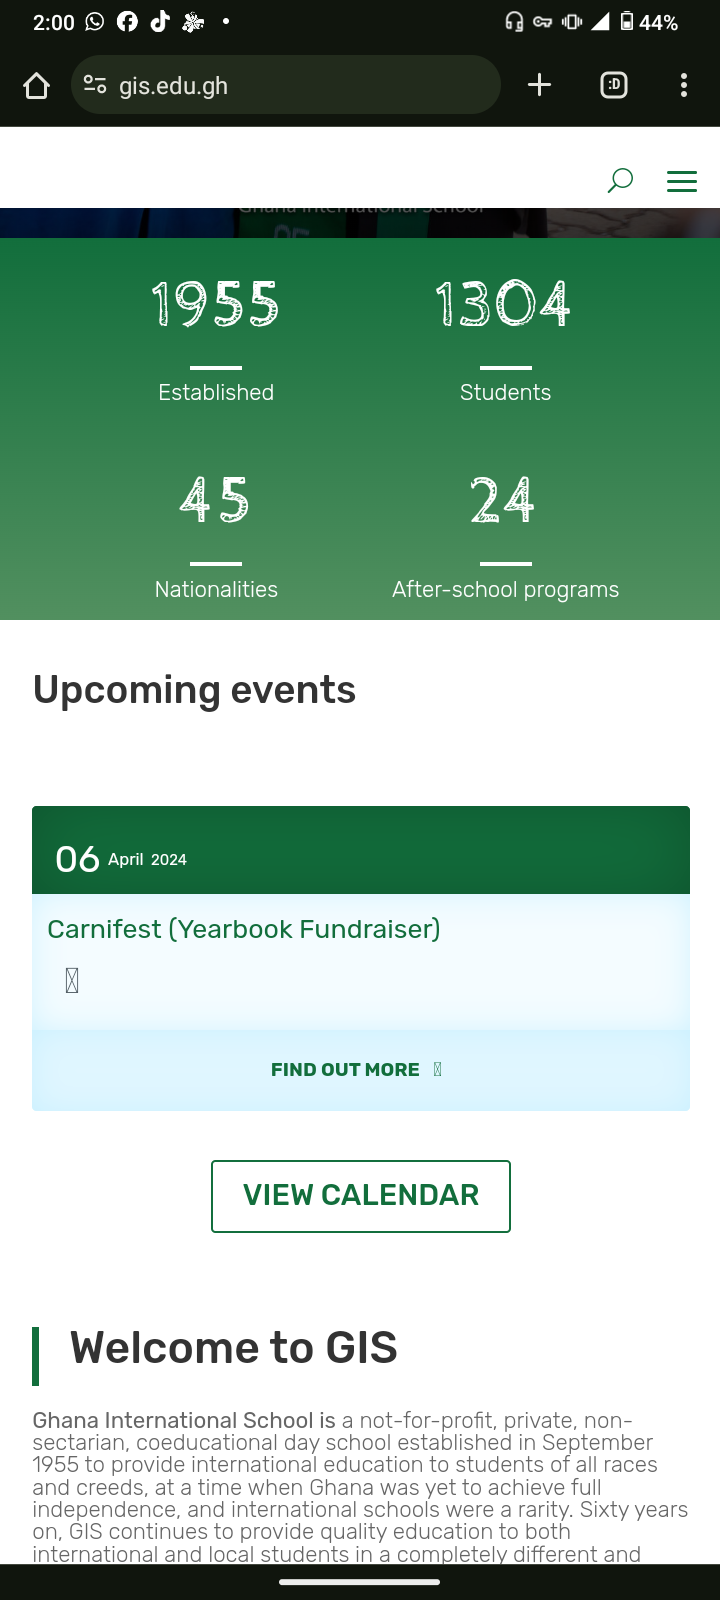 2:00
44%
gis.edu.gh
:D
Ghana International School
1955
1304
Established
Students
45
24
Nationalities
After-school programs
Upcoming events
06 April 2024
Carnifest (Yearbook Fundraiser)
FIND OUT MORE
VIEW CALENDAR
Welcome to GIS
Ghana International School is a not-for-profit, private, non-
sectarian, coeducational day school established in September
1955 to provide international education to students of all races
and creeds, at a time when Ghana was yet to achieve full
independence, and international schools were a rarity. Sixty years
on, GIS continues to provide quality education to both
international and local students in a completely different and